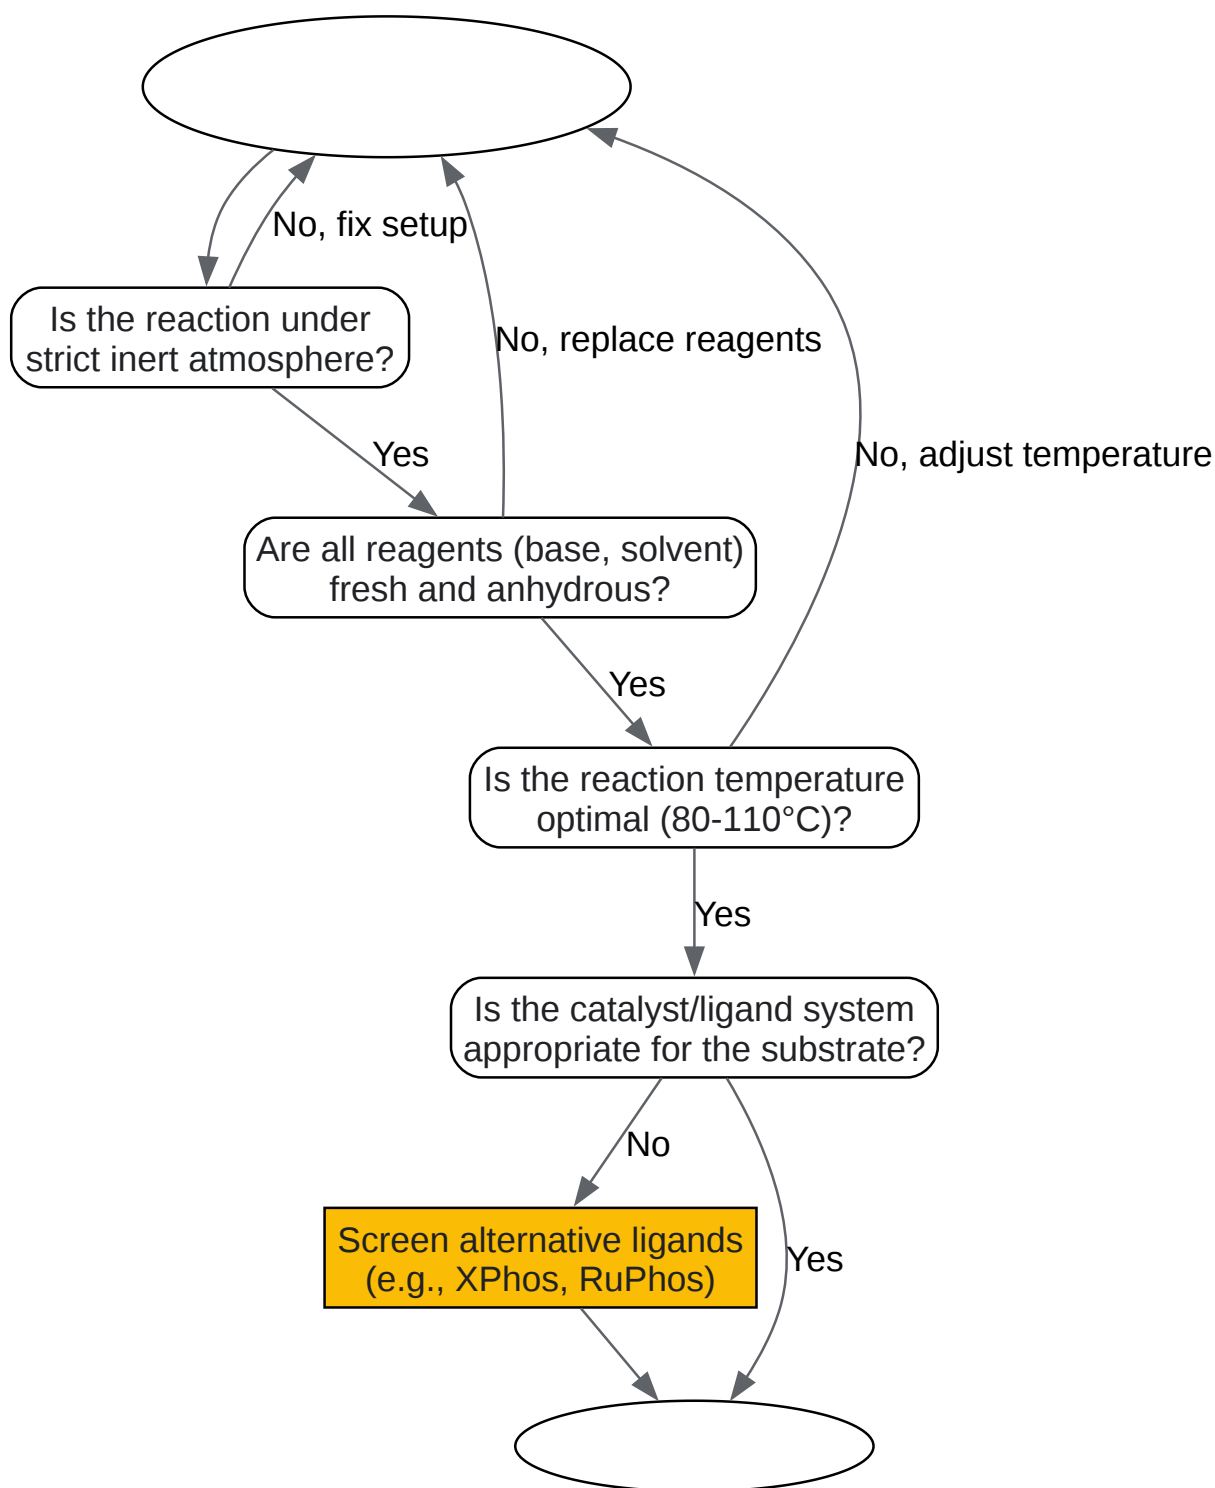 No, fix setup
Is the reaction under
strict inert atmosphere?
No, replace reagents
Yes
No, adjust temperature
Are all reagents (base, solvent)
fresh and anhydrous?
Yes
Is the reaction temperature
optimal (80-110°C)?
Yes
Is the catalyst/ligand system
appropriate for the substrate?
No
Screen alternative ligands
(e.g., XPhos, RuPhos)
Yes